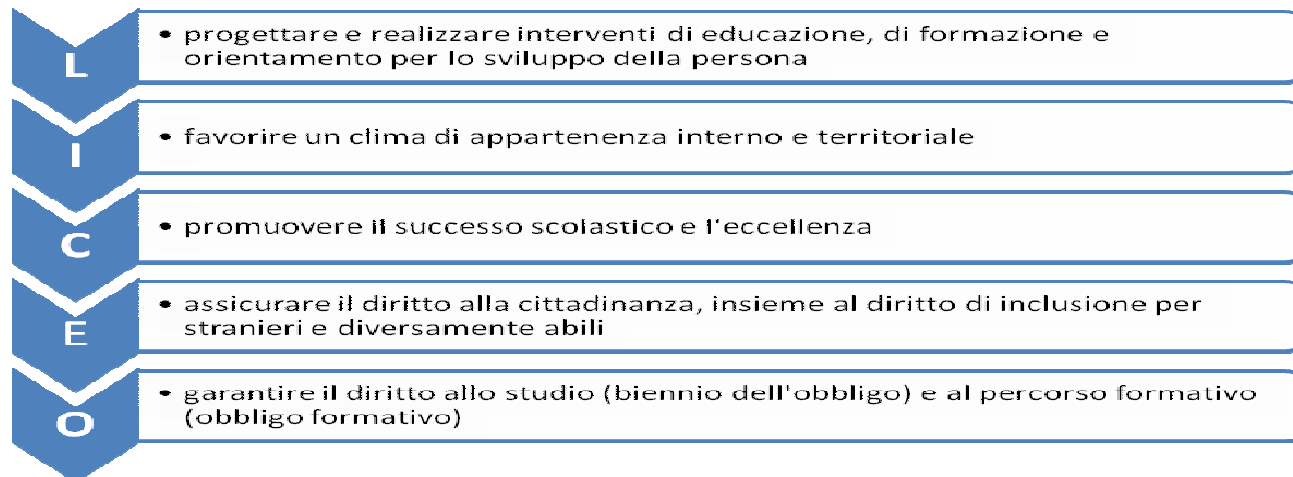 L
• progettare e realizzare interventi di educazione, di formazione e
orientamento per lo sviluppo della persona
I
• favorire un clima di appartenenza interno e territoriale
C
• promuovere il successo scolastico e l'eccellenza
E
• assicurare il diritto alla cittadinanza, insieme al diritto di inclusione per
stranieri e diversamente abili
O
• garantire il diritto allo studio (biennio dell'obbligo) e al percorso formativo
(obbligo formativo)